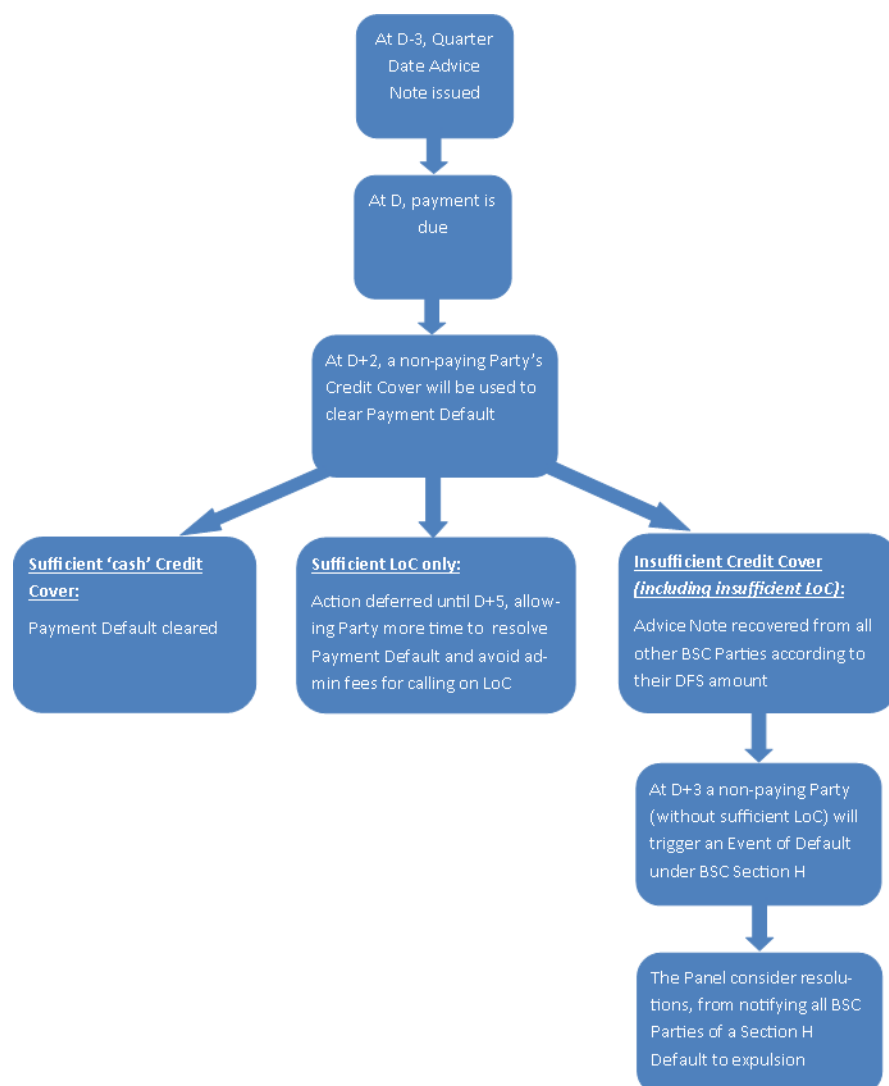 At D-3, Quarter
Date Advice
Note issued
At D, payment is
due
At D+2, a non-paying Party's
Credit Cover will be used to
clear Payment Default
Sufficient 'cash' Credit
Cover:
Payment Default cleared
Sufficient LoC only:
Action deferred until D+5, allow-
ing Party more time to resolve
Payment Default and avoid ad-
min fees for calling on LoC
Insufficient Credit Cover
(including insufficient LoC):
Advice Note recovered from all
other BSC Parties according to
their DFS amount
At D+3 a non-paying Party
(without sufficient LoC) will
trigger an Event of Default
under BSC Section H
The Panel consider resolu-
tions, from notifying all BSC
Parties of a Section H
Default to expulsion